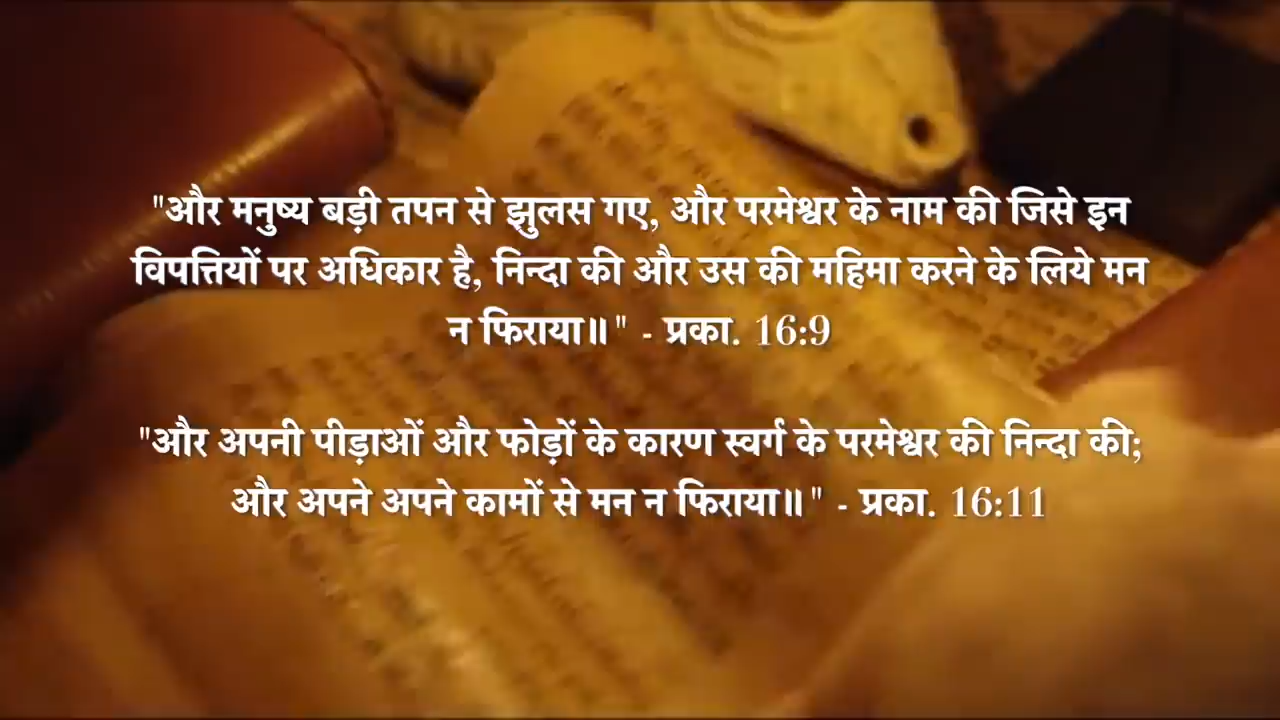 "और मनुष्य बड़ी तपन से झुलस गए, और परमेश्वर के नाम की जिसे इन
विपत्तियों पर अधिकार है, निन्दा की और उस की महिमा करने के लिये मन
न फिराया॥" - प्रका. 16:9
"और अपनी पीड़ाओं और फोड़ों के कारण स्वर्ग के परमेश्वर की निन्दा की;
और अपने अपने कामों से मन न फिराया॥" - प्रका. 16:11